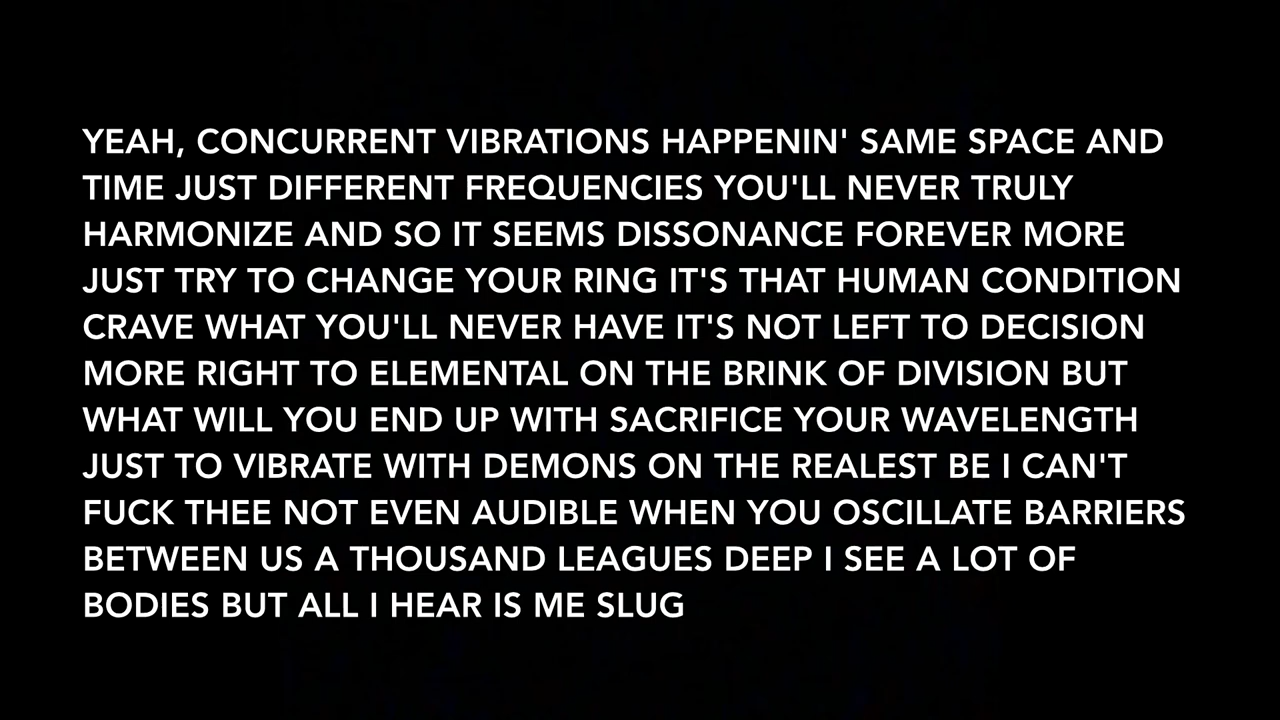 YEAH, CONCURRENT VIBRATIONS HAPPENIN' SAME SPACE AND
TIME JUST DIFFERENT FREQUENCIES YOU'LL NEVER TRULY
HARMONIZE AND SO IT SEEMS DISSONANCE FOREVER MORE
JUST TRY TO CHANGE YOUR RING IT'S THAT HUMAN CONDITION
CRAVE WHAT YOU'LL NEVER HAVE IT'S NOT LEFT TO DECISION
MORE RIGHT TO ELEMENTAL ON THE BRINK OF DIVISION BUT
WHAT WILL YOU END UP WITH SACRIFICE YOUR WAVELENGTH
JUST TO VIBRATE WITH DEMONS ON THE REALEST BE I CAN'T
FUCK THEE NOT EVEN AUDIBLE WHEN YOU OSCILLATE BARRIERS
BETWEEN US A THOUSAND LEAGUES DEEP I SEE A LOT OF
BODIES BUT ALL I HEAR IS ME SLUG